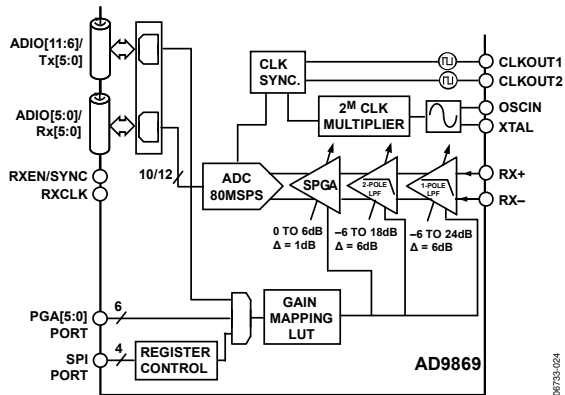 ADIO[11:6]/
Tx[5:0]
ADIO[5:0]/
Rx[5:0]
RXEN/SYNC
RXCLK
10/12
CLK
SYNC.
CLKOUT1
CLKOUT2
2M CLK
MULTIPLIER
OSCIN
XTAL
ADC
80MSPS
SPGA
2-POLE
LPF
1-POLE
LPF
RX+
RX–
0 TO 6dB
Δ = 1dB
–6 TO 18dB
Δ = 6dB
–6 TO 24dB
Δ = 6dB
PGA[5:0]
PORT
6
GAIN
MAPPING
LUT
SPI
PORT
4
REGISTER
CONTROL
AD9869
06733-024